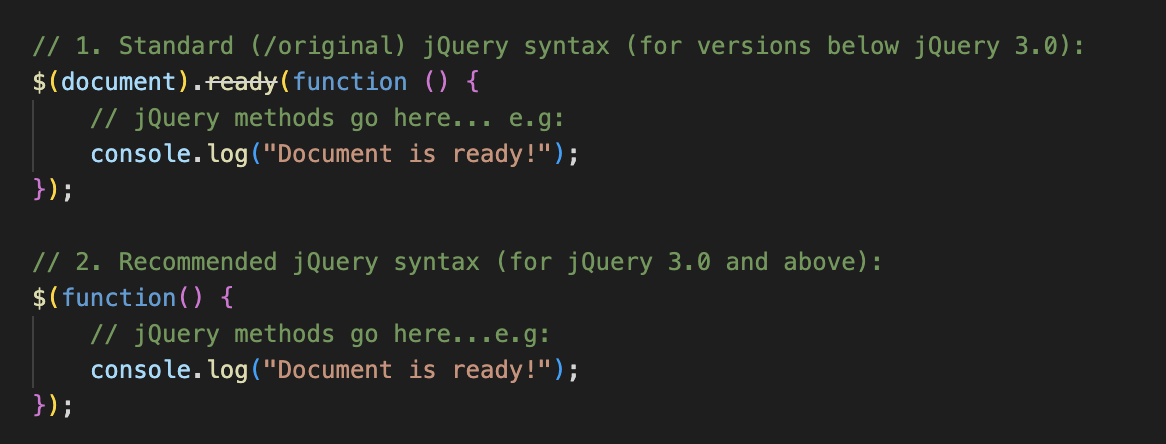 // 1. Standard (/original) jQuery syntax (for versions below jQuery 3.0):
$(document).ready(function () {
    // jQuery methods go here... e.g:
    console.log("Document is ready!");
});

// 2. Recommended jQuery syntax (for jQuery 3.0 and above):
$(function() {
    // jQuery methods go here...e.g:
    console.log("Document is ready!");
});